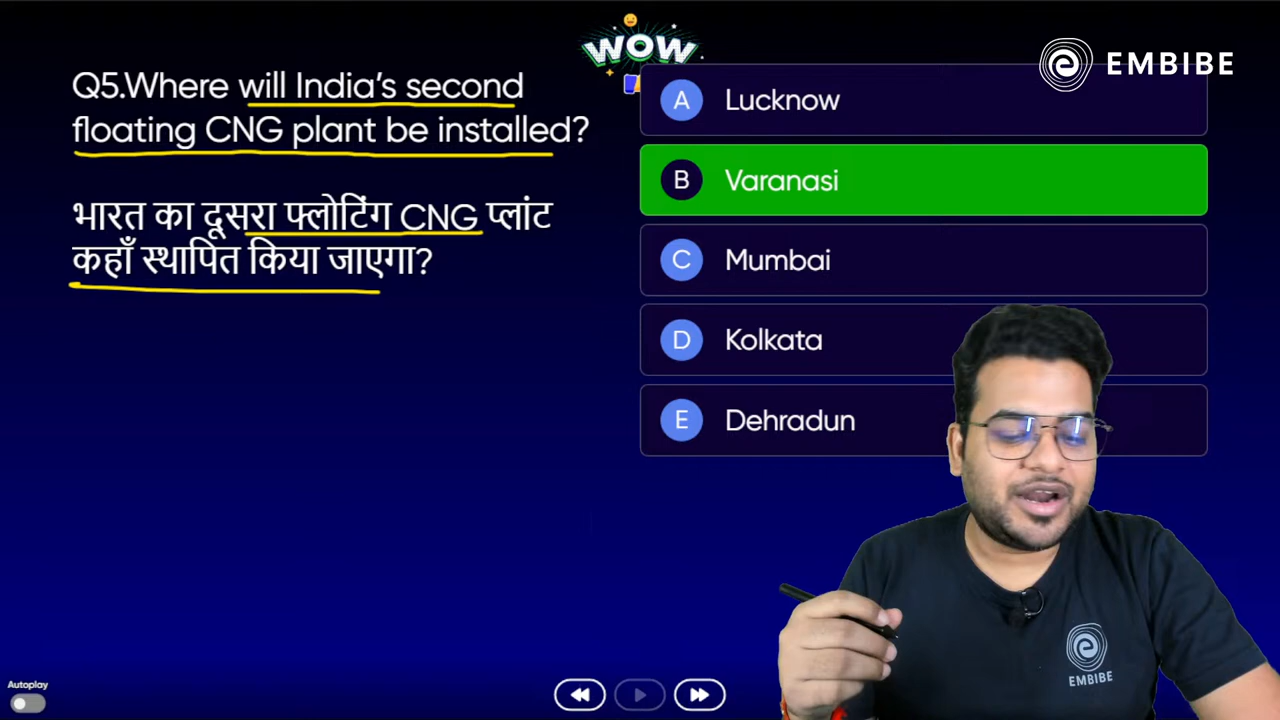 WOW
EMBIBE
Q5.Where will India's second
floating CNG plant be installed?
भारत का दूसरा फ्लोटिंग CNG प्लांट
कहाँ स्थापित किया जाएगा?
A Lucknow
B Varanasi
C Mumbai
D Kolkata
E Dehradun
EMBIBE
Autoplay